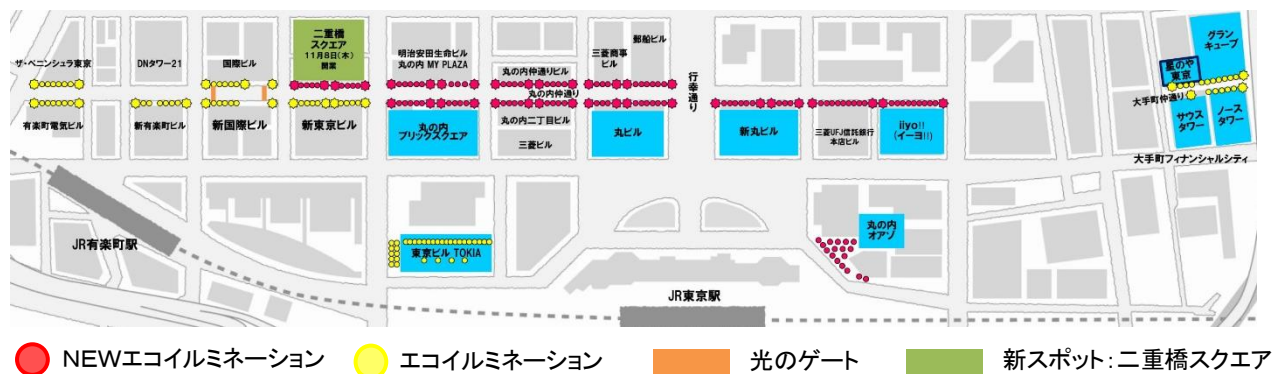 ザ・ペニンシュラ東京
DNタワー21
国際ビル
二重橋
スクエア
11月8日(木)
開業
明治安田生命ビル
丸の内 MY PLAZA
丸の内仲通りビル
三菱商事
ビル
郵船ビル
行幸通り
グラン
キューブ
星のや
東京
大手町仲通り
丸の内仲通り
有楽町電気ビル
新有楽町ビル
新国際ビル
新東京ビル
丸の内
ブリックスクエア
丸の内二丁目ビル
三菱ビル
丸ビル
新丸ビル
三菱UFJ信託銀行
本店ビル
iiyo!!
(イーヨ!!)
サウス
タワー
ノース
タワー
大手町フィナンシャルシティ
JR有楽町駅
東京ビル TOKIA
丸の内
オアゾ
JR東京駅
NEWエコイルミネーション
エコイルミネーション
光のゲート
新スポット:二重橋スクエア